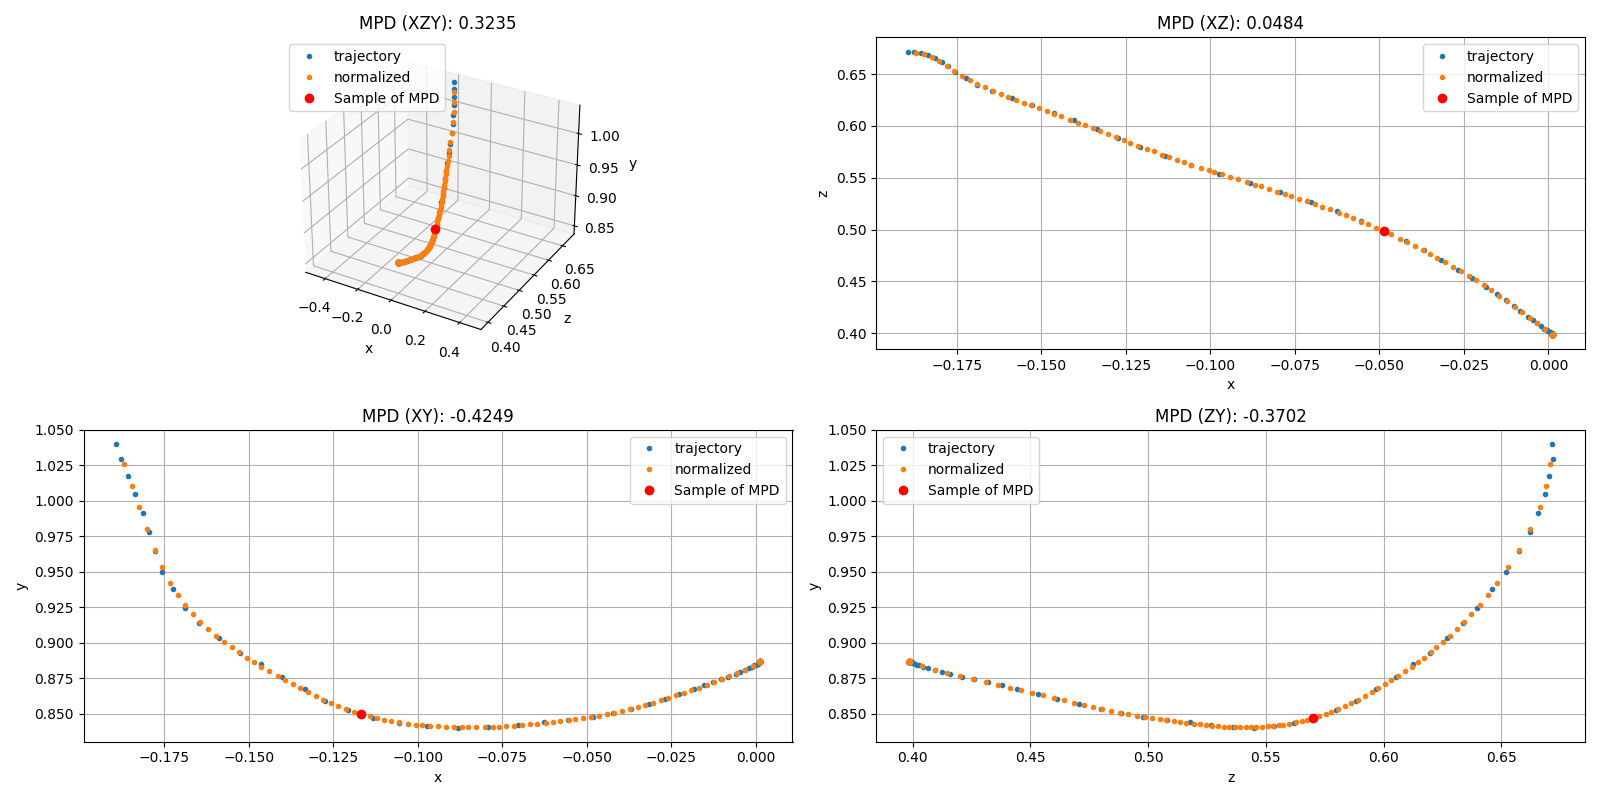 MPD (XZY): 0.3235
trajectory
normalized
Sample of MPD
1.00
0.95
0.90
0.85
y
0.65
0.60
0.55
0.50
0.45
0.40
z
−0.4
−0.2
0.0
0.2
0.4
x
MPD (XZ): 0.0484
trajectory
normalized
Sample of MPD
0.65
0.60
0.55
0.50
0.45
0.40
z
−0.175 −0.150 −0.125 −0.100 −0.075 −0.050 −0.025 0.000
x
MPD (XY): -0.4249
trajectory
normalized
Sample of MPD
1.050
1.025
1.000
0.975
0.950
0.925
0.900
0.875
0.850
y
−0.175 −0.150 −0.125 −0.100 −0.075 −0.050 −0.025 0.000
x
MPD (ZY): -0.3702
trajectory
normalized
Sample of MPD
1.050
1.025
1.000
0.975
0.950
0.925
0.900
0.875
0.850
y
0.40 0.45 0.50 0.55 0.60 0.65
z